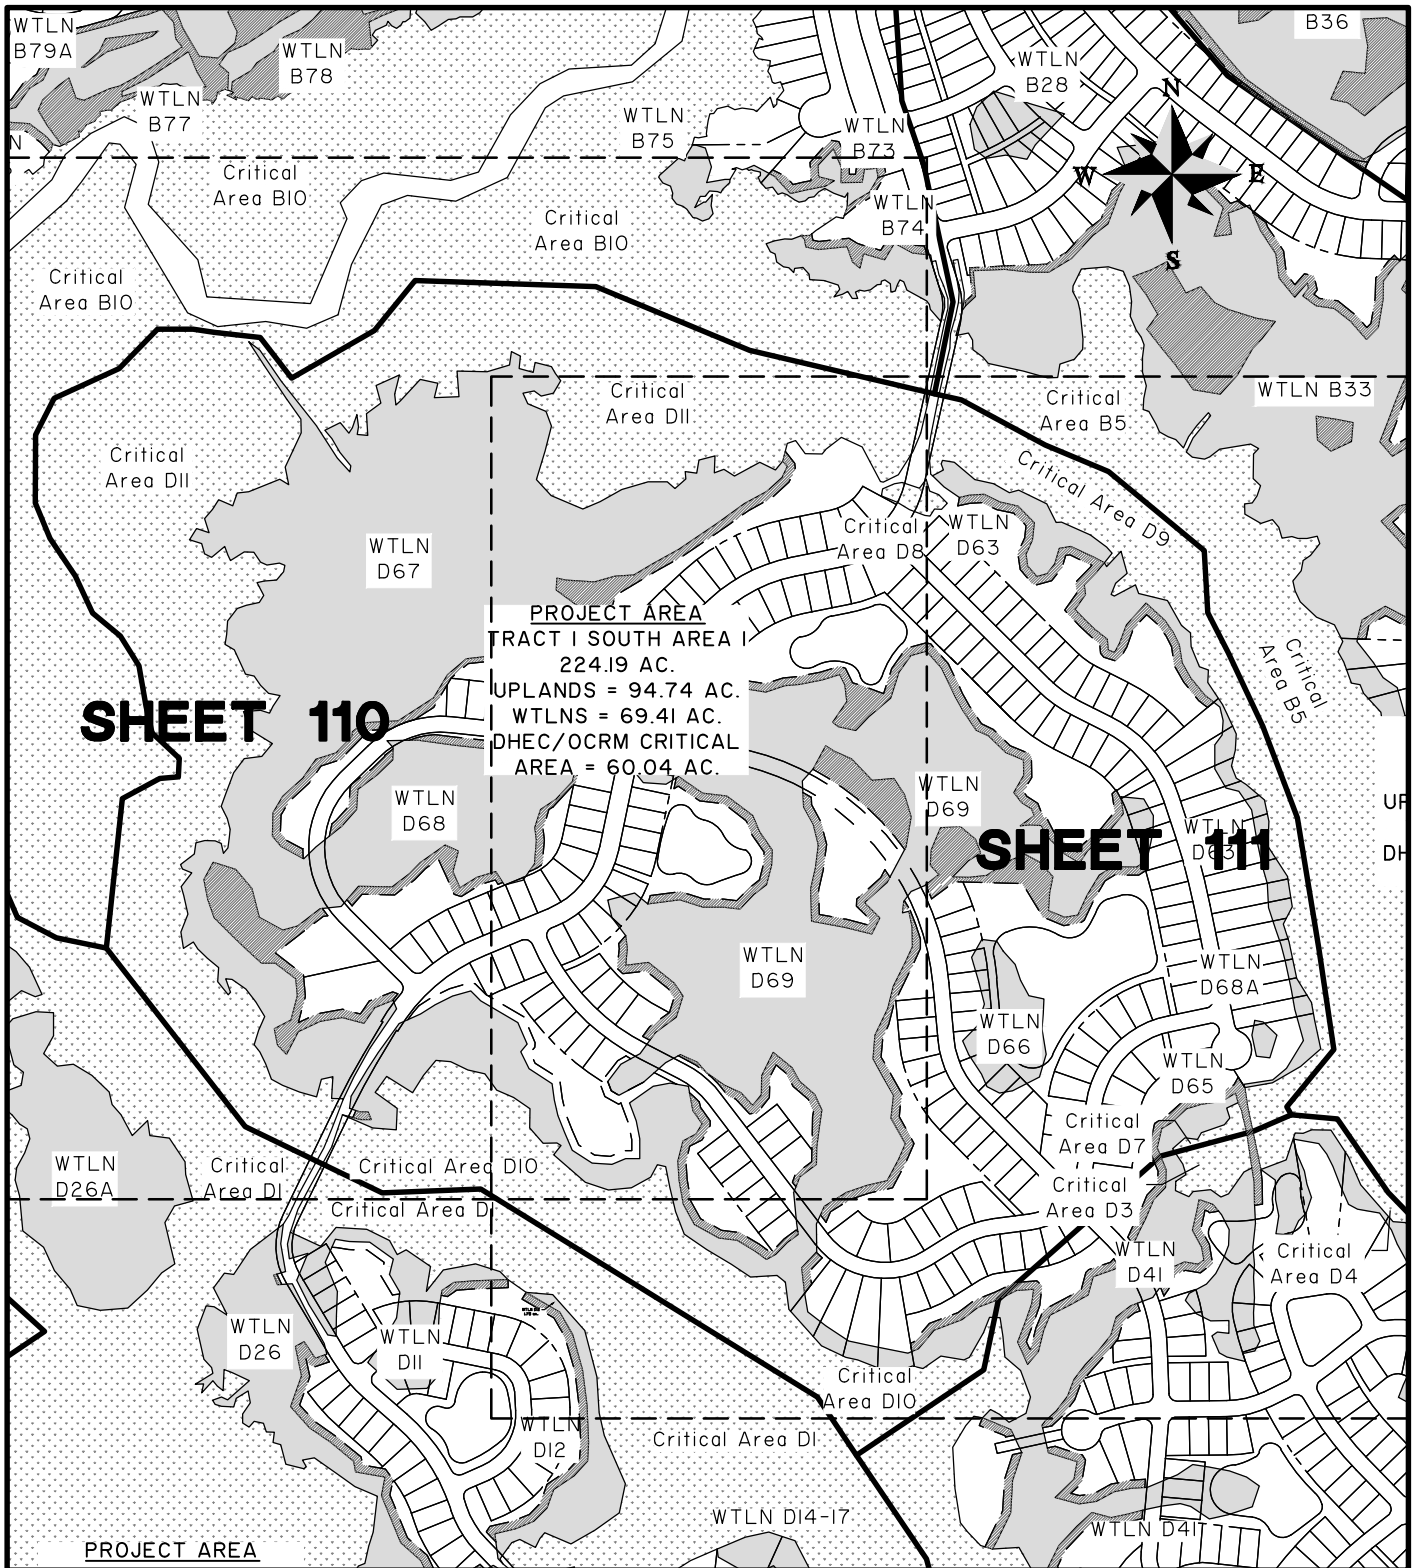 WTLN
B79A
WTLN
B78
WTLN
B77
N
WTLN
B75
WTLN
B73
WTLN
B28
B36
N
W
E
S
Critical
Area B10
Critical
Area B10
WTLN
B74
Critical
Area B10
WTLN B33
Critical
Area D11
Critical
Area B5
Critical
Area D11
Critical Area D9
WTLN
D67
Critical
Area D8
WTLN
D63
PROJECT AREA
TRACT 1 SOUTH AREA 1
224.19 AC.
UPLANDS = 94.74 AC.
WTLNS = 69.41 AC.
DHEC/OCRM CRITICAL
AREA = 60.04 AC.
Critical
Area B5
SHEET 110
WTLN
D68
WTLN
D69
UP
SHEET 111
WTLN
D63
DH
WTLN
D69
WTLN
D68A
WTLN
D66
WTLN
D65
Critical
Area D7
WTLN
D26A
Critical
Area D1
Critical Area D10
Critical Area D
Critical
Area D3
WTLN
D41
Critical
Area D4
WTLN
D26
WTLN
D11
Critical
Area D10
WTLN
D12
Critical Area D1
WTLN D14-17
WTLN D41
PROJECT AREA